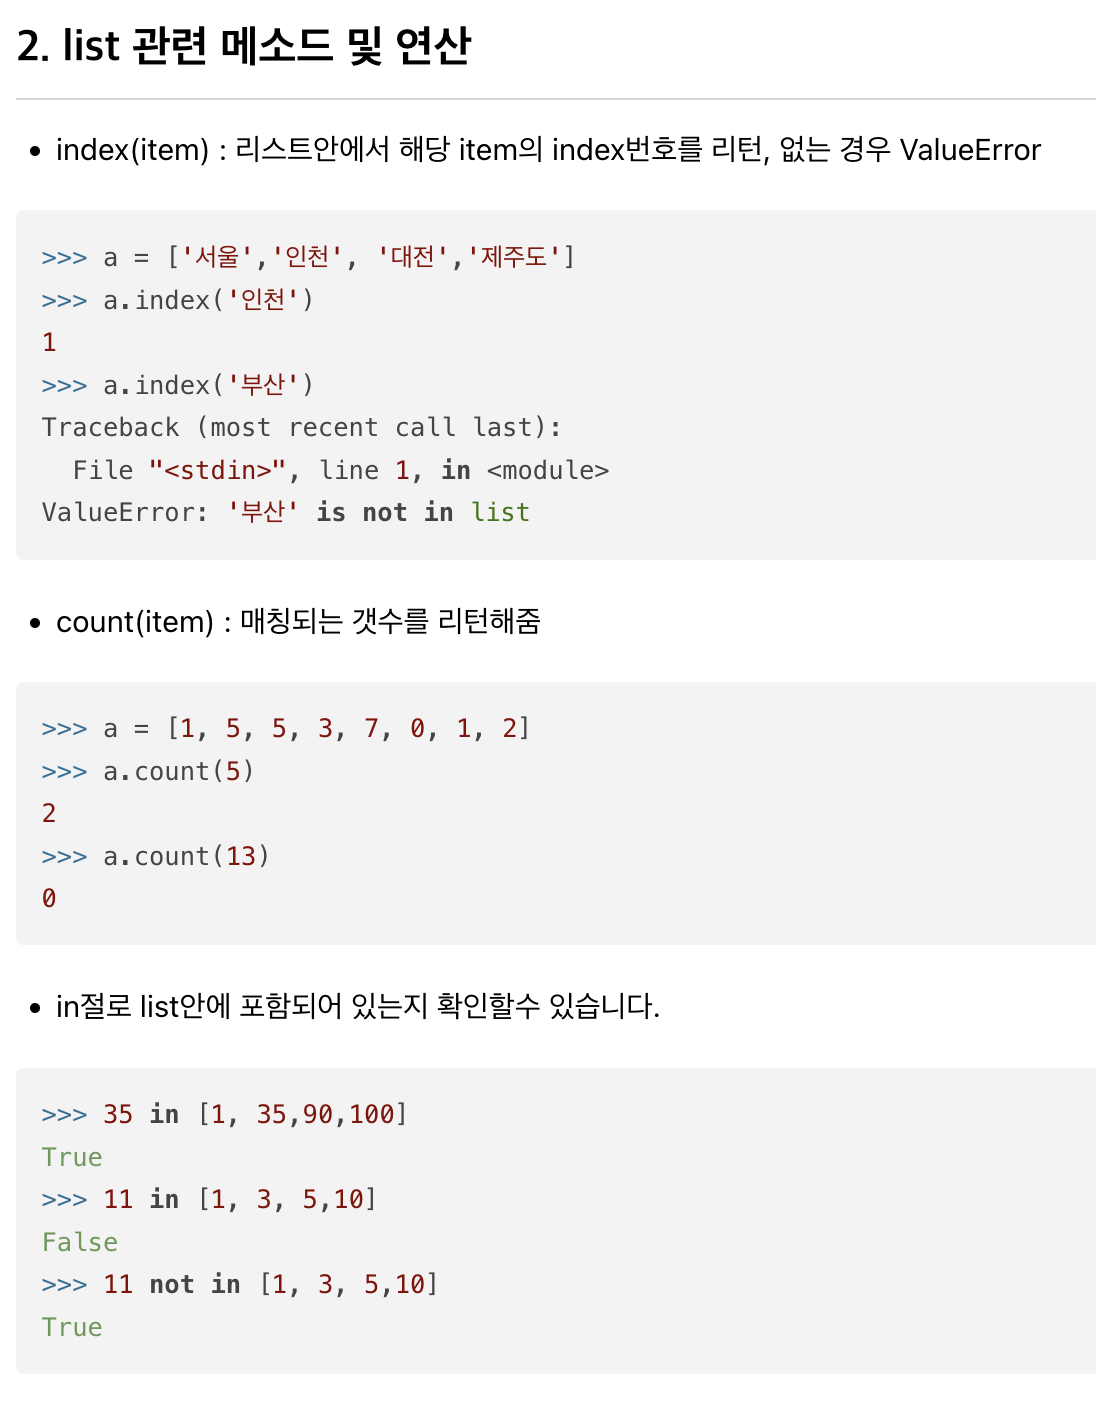 2. list 관련 메소드 및 연산
• index(item) : 리스트안에서 해당 item의 index번호를 리턴, 없는 경우 ValueError
>>> a = ['서울','인천', '대전','제주도']
>>> a.index('인천')
1
>>> a.index('부산')
Traceback (most recent call last):
  File "<stdin>", line 1, in <module>
ValueError: '부산' is not in list
• count(item) : 매칭되는 갯수를 리턴해줌
>>> a = [1, 5, 5, 3, 7, 0, 1, 2]
>>> a.count(5)
2
>>> a.count(13)
0
• in절로 list안에 포함되어 있는지 확인할수 있습니다.
>>> 35 in [1, 35,90,100]
True
>>> 11 in [1, 3, 5,10]
False
>>> 11 not in [1, 3, 5,10]
True